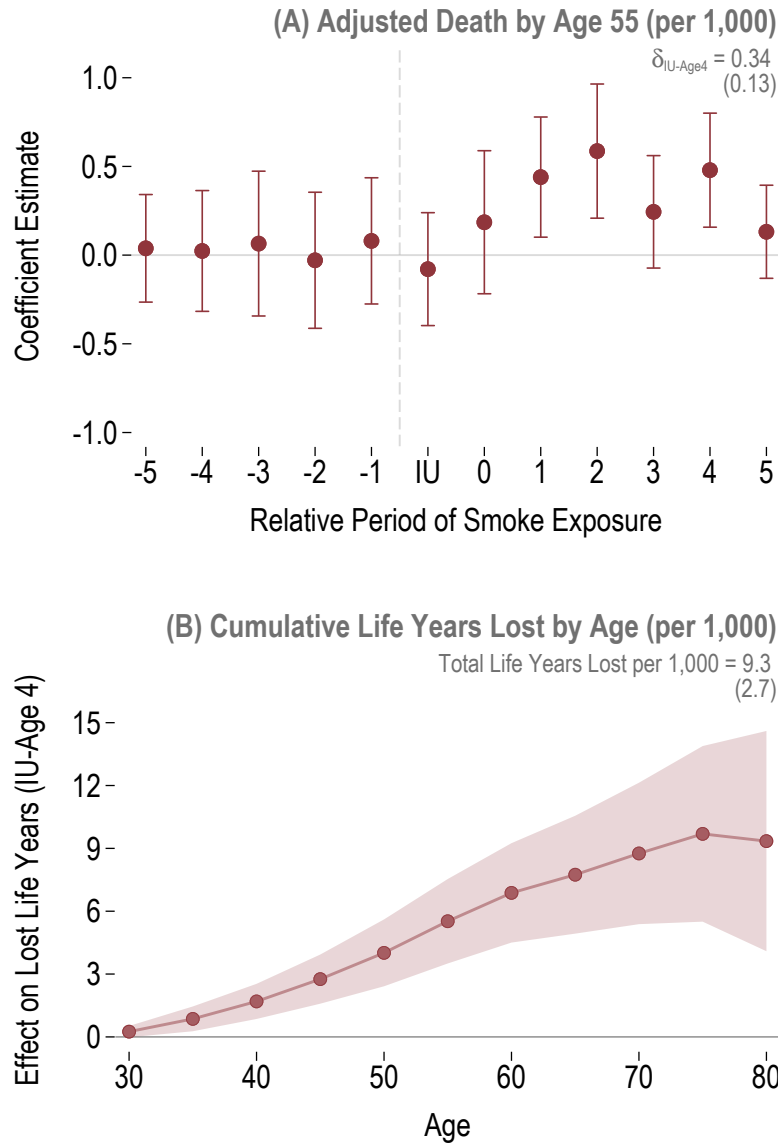 (A) Adjusted Death by Age 55 (per 1,000)
δIU-Age4 = 0.34
(0.13)
Coefficient Estimate
1.0
0.5
0.0
-0.5
-1.0
-5 -4 -3 -2 -1 IU 0 1 2 3 4 5
Relative Period of Smoke Exposure
(B) Cumulative Life Years Lost by Age (per 1,000)
Total Life Years Lost per 1,000 = 9.3
(2.7)
Effect on Lost Life Years (IU-Age 4)
15
12
9
6
3
0
30 40 50 60 70 80
Age